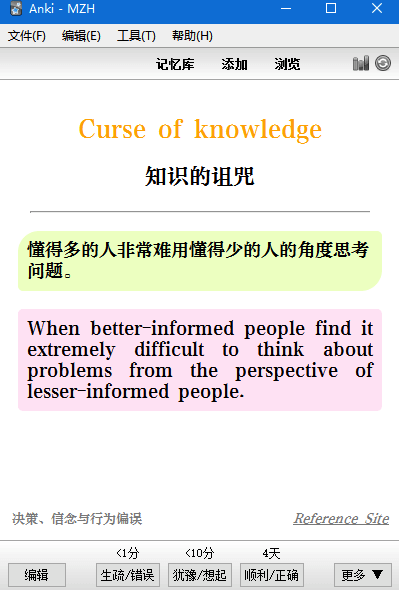 Anki - MZH
文件(F) 编辑(E) 工具(T) 帮助(H)
记忆库 添加 浏览
Curse of knowledge
知识的诅咒
懂得多的人非常难用懂得少的人的角度思考
问题。
When better-informed people find it
extremely difficult to think about
problems from the perspective of
lesser-informed people.
决策、信念与行为偏误 Reference Site
<1分 <10分 4天
编辑 生疏/错误 犹豫/想起 顺利/正确 更多 ▼